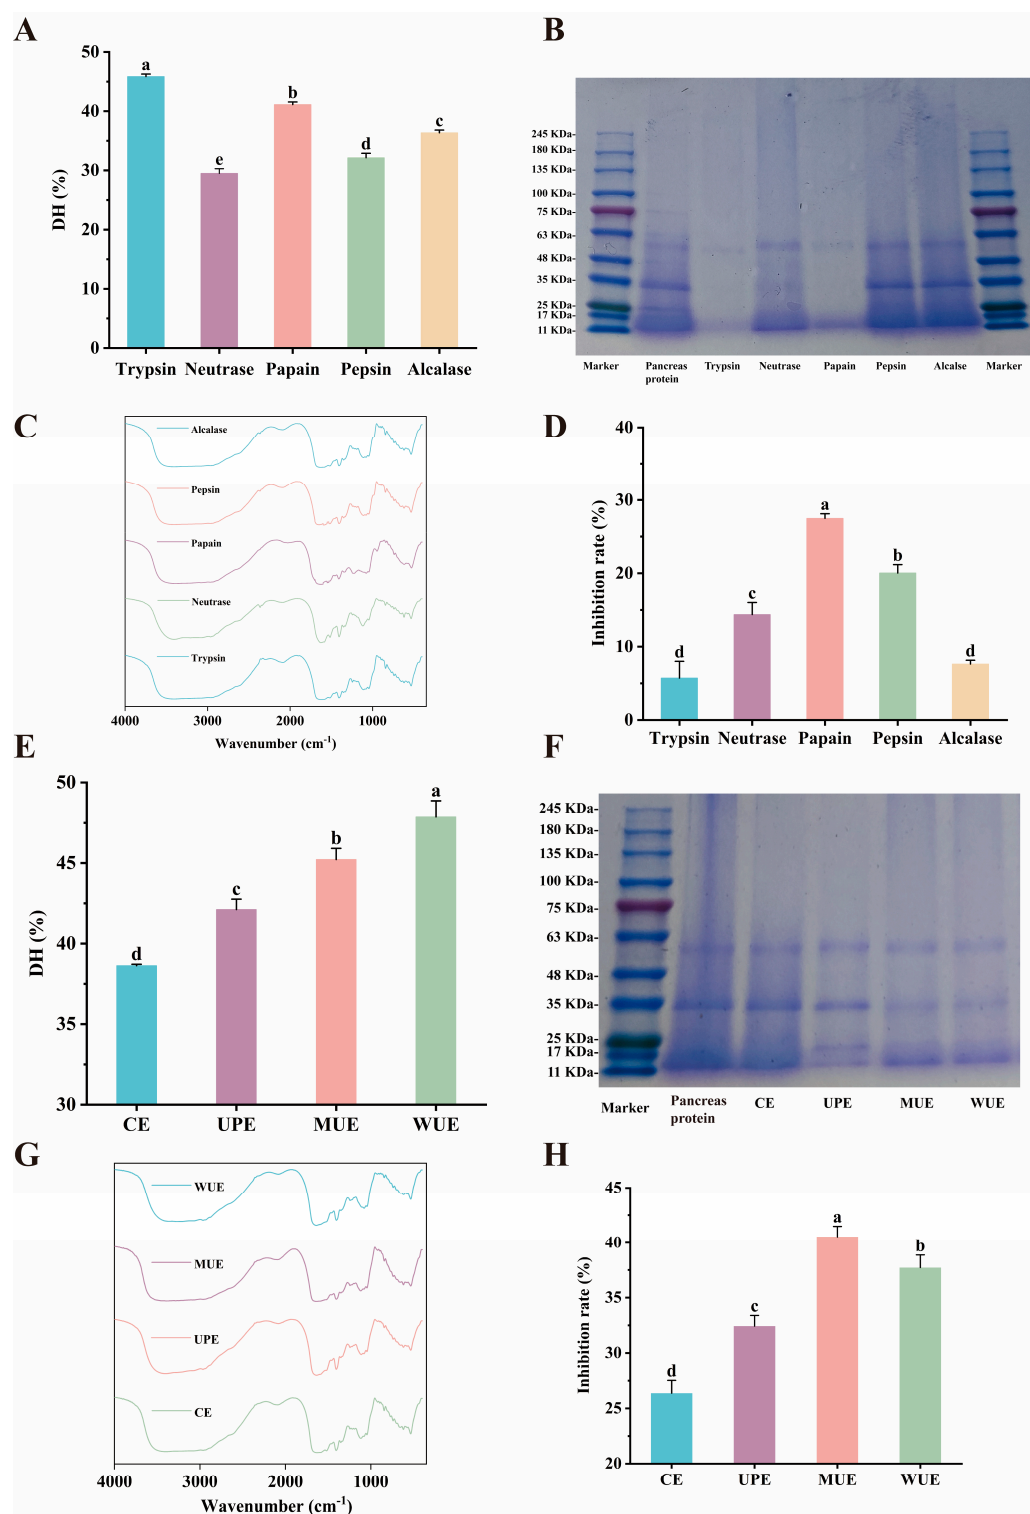 A
50
40
30
20
10
0
DH (%)
a
e
b
d
c
Trypsin Neutrase Papain Pepsin Alcalase
B
245 KDa-
180 KDa-
135 KDa-
100 KDa-
75 KDa-
63 KDa-
48 KDa-
35 KDa-
25 KDa-
17 KDa-
11 KDa-
Marker Pancreas protein Trypsin Neutrase Papain Pepsin Alcalse Marker
C
Alcalase
Pepsin
Papain
Neutrase
Trypsin
4000 3000 2000 1000
Wavenumber (cm-1)
D
40
30
20
10
0
Inhibition rate (%)
d
c
a
b
d
Trypsin Neutrase Papain Pepsin Alcalase
E
50
45
40
35
30
DH (%)
d
c
b
a
CE UPE MUE WUE
F
245 KDa-
180 KDa-
135 KDa-
100 KDa-
75 KDa-
63 KDa-
48 KDa-
35 KDa-
25 KDa-
17 KDa-
11 KDa-
Marker Pancreas protein CE UPE MUE WUE
G
WUE
MUE
UPE
CE
4000 3000 2000 1000
Wavenumber (cm-1)
H
45
40
35
30
25
20
Inhibition rate (%)
d
c
a
b
CE UPE MUE WUE